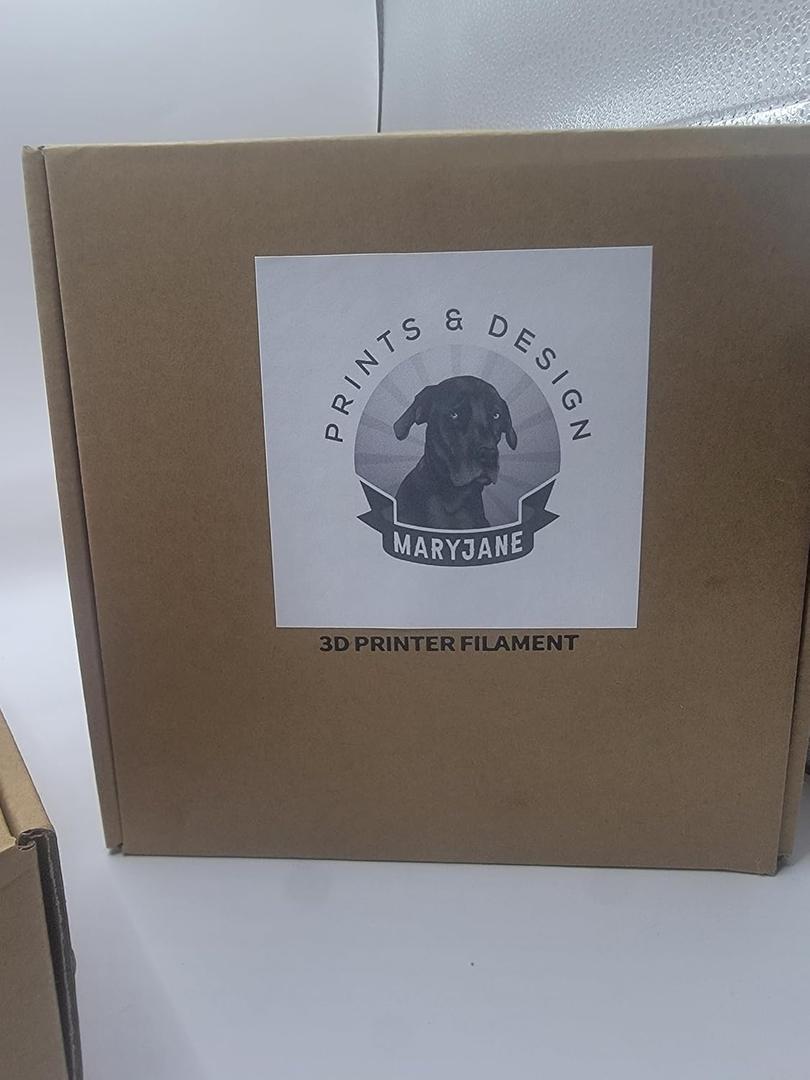 PRINTS & DESIGN
MARYJANE
3D PRINTER FILAMENT